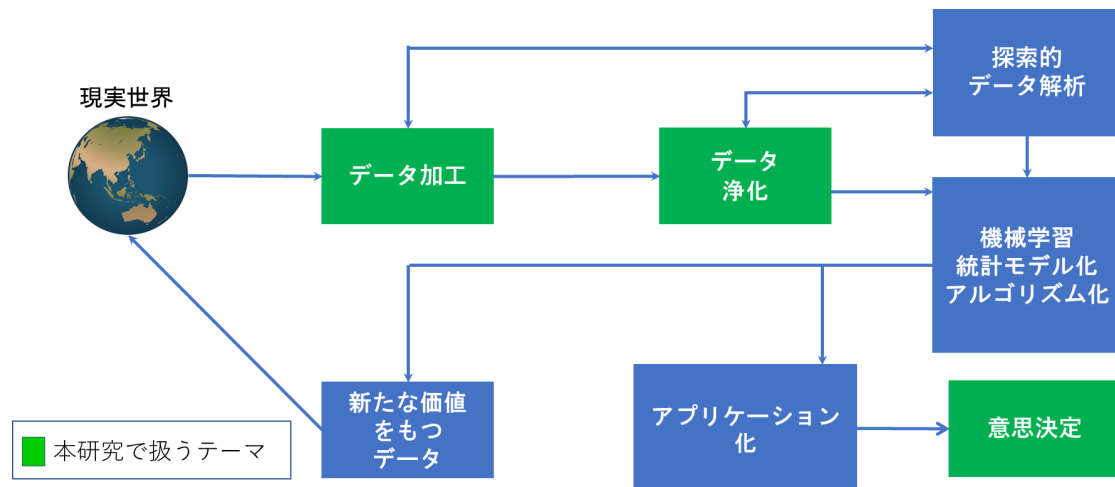 探索的
データ解析
現実世界
データ加工
データ
浄化
機械学習
統計モデル化
アルゴリズム化
新たな価値
をもつ
データ
アプリケーション
化
意思決定
本研究で扱うテーマ